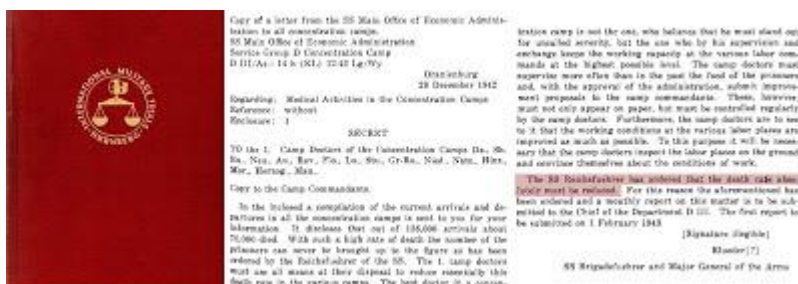 INTERNATIONAL MILITARY TRIALS
NURNBERG
Copy of a letter from the SS Main Office of Economic Adminis-
tration to all concentration camps.
SS Main Office of Economic Administration
Service Group D Concentration Camp
D III/Az.: 14 h (KL) 12.42 Lg/Wy
Oranienburg
28 December 1942
Regarding: Medical Activities in the Concentration Camps
Reference: without
Enclosure: 1
SECRET
TO the 1. Camp Doctors of the Concentration Camps Da., Sh.
Bu., Neu., Au., Rav., Flo., Lu., Stu., Gr-Ro., Nied., Natz., Hinz.,
Mor., Herzog., Man.
Copy to the Camp Commandants.
In the inclosed a compilation of the current arrivals and de-
partures in all the concentration camps is sent to you for your
information. It discloses that out of 136,000 arrivals about
70,000 died. With such a high rate of death the number of the
prisoners can never be brought up to the figure as has been
ordered by the Reichsfuehrer of the SS. The 1. camp doctors
must use all means at their disposal to reduce essentially this
death rate in the various camps. The best doctor in a concen-
tration camp is not the one, who believes that he must stand out
for uncalled severity, but the one who by his supervision and
exchange keeps the working capacity at the various labor com-
mands at the highest possible level. The camp doctors must
supervise more often than in the past the food of the prisoners
and, with the approval of the administration, submit improve-
ment proposals to the camp commandants. These, however,
must not only appear on paper, but must be controlled regularly
by the camp doctors. Furthermore, the camp doctors are to see
to it that the working conditions at the various labor places are
improved as much as possible. To this purpose it will be neces-
sary that the camp doctors inspect the labor places on the ground
and convince themselves about the conditions of work.
The SS Reichsfuehrer has ordered that the death rate abso-
lutely must be reduced. For this reason the aforementioned has
been ordered and a monthly report on this matter is to be sub-
mitted to the Chief of the Department D III. The first report to
be submitted on 1 February 1943.
[Signature illegible]
Klueder[?]
SS Brigadefuehrer and Major General of the Arms